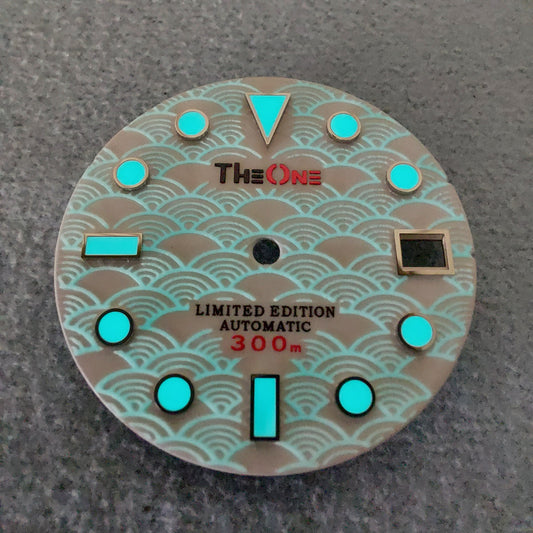 THEONE
LIMITED EDITION
AUTOMATIC
300m